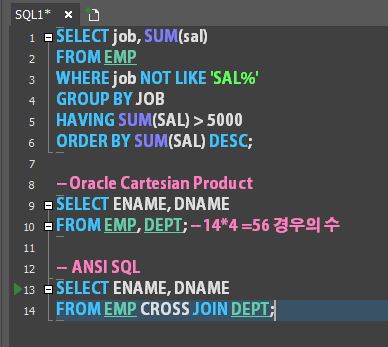 SQL1*
1 SELECT job, SUM(sal)
2 FROM EMP
3 WHERE job NOT LIKE 'SAL%'
4 GROUP BY JOB
5 HAVING SUM(SAL) > 5000
6 ORDER BY SUM(SAL) DESC;
7
8 -- Oracle Cartesian Product
9 SELECT ENAME, DNAME
10 FROM EMP, DEPT; -- 14*4 =56 경우의 수
11
12 -- ANSI SQL
13 SELECT ENAME, DNAME
14 FROM EMP CROSS JOIN DEPT;